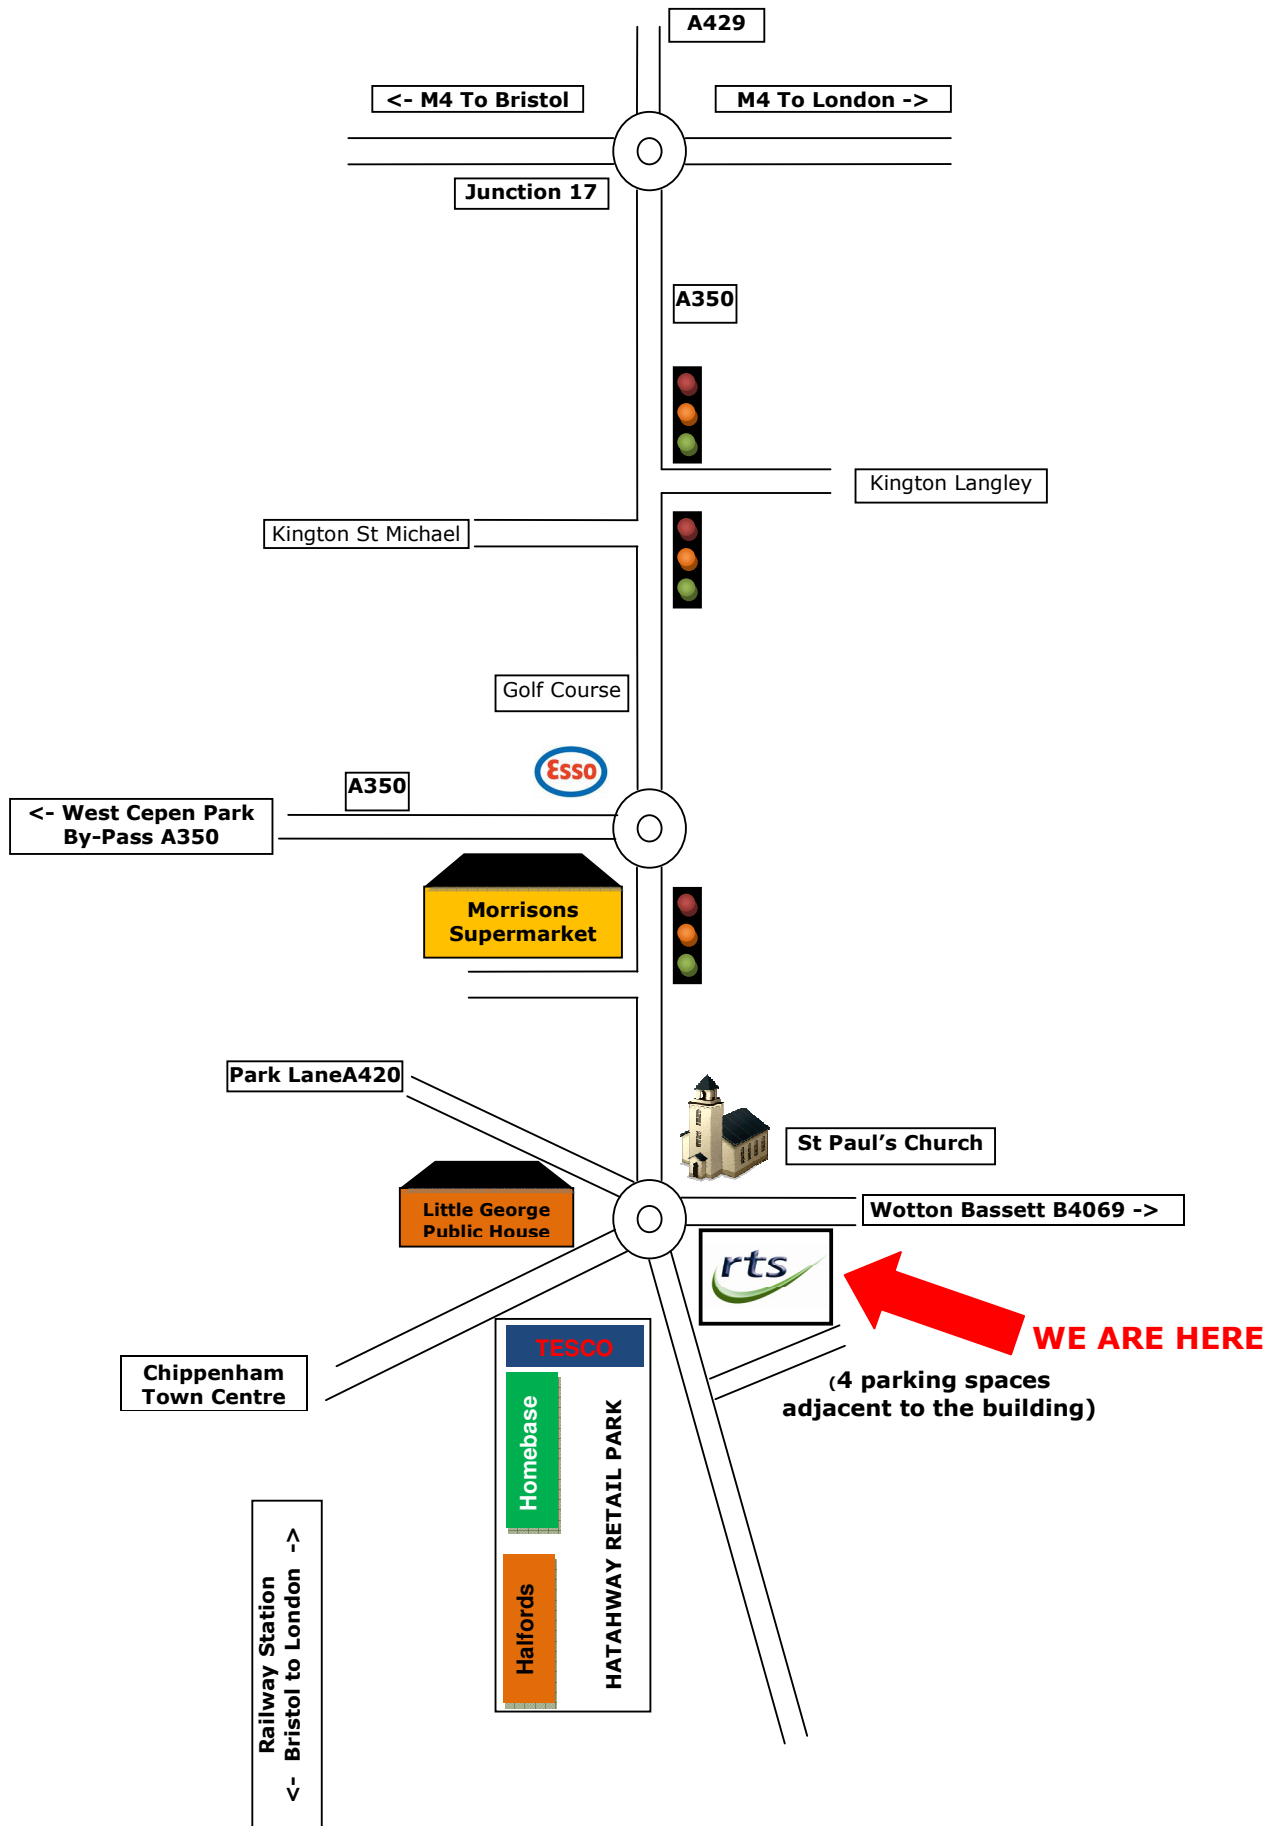 A429
<- M4 To Bristol
M4 To London ->
Junction 17
A350
Kington Langley
Kington St Michael
Golf Course
Esso
A350
<- West Cepen Park
By-Pass A350
Morrisons
Supermarket
Park LaneA420
St Paul's Church
Little George
Public House
Wotton Bassett B4069 ->
rts
WE ARE HERE
TESCO
Chippenham
Town Centre
(4 parking spaces
adjacent to the building)
Homebase
HATAHWAY RETAIL PARK
Halfords
Railway Station
<- Bristol to London ->